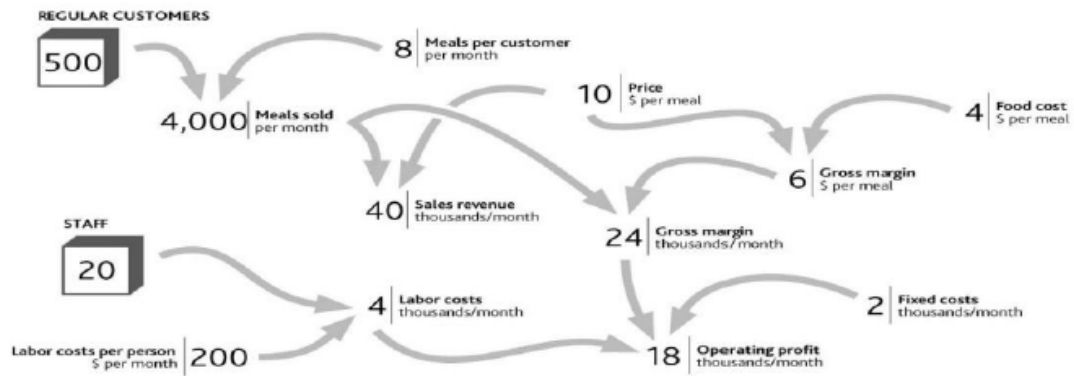 REGULAR CUSTOMERS
500
8 Meals per customer
per month
10 Price
$ per meal
4 Food cost
$ per meal
4,000 Meals sold
per month
6 Gross margin
$ per meal
40 Sales revenue
thousands/month
24 Gross margin
thousands/month
STAFF
20
4 Labor costs
thousands/month
2 Fixed costs
thousands/month
Labor costs per person
$ per month 200
18 Operating profit
thousands/month